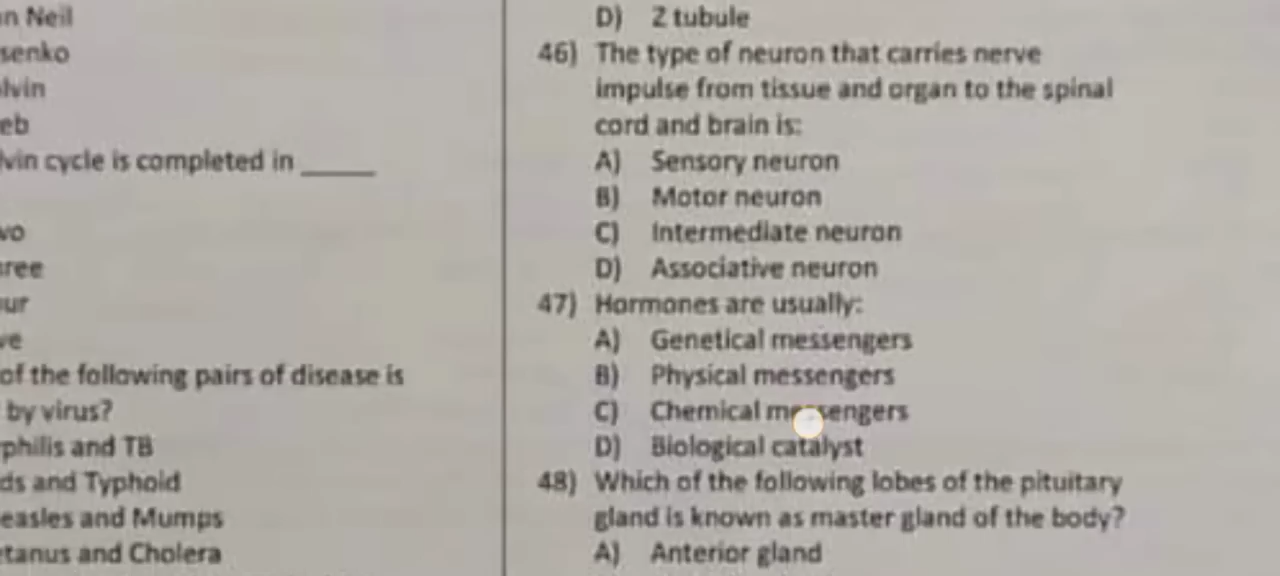 n Neil
senko
lvin
eb
lvin cycle is completed in _____
vo
ree
ur
ve
of the following pairs of disease is
by virus?
philis and TB
ds and Typhoid
easles and Mumps
etanus and Cholera
D) Z tubule
46) The type of neuron that carries nerve
impulse from tissue and organ to the spinal
cord and brain is:
A) Sensory neuron
B) Motor neuron
C) Intermediate neuron
D) Associative neuron
47) Hormones are usually:
A) Genetical messengers
B) Physical messengers
C) Chemical messengers
D) Biological catalyst
48) Which of the following lobes of the pituitary
gland is known as master gland of the body?
A) Anterior gland